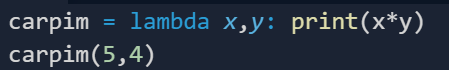 carpim = lambda x,y: print(x*y)
carpim(5,4)